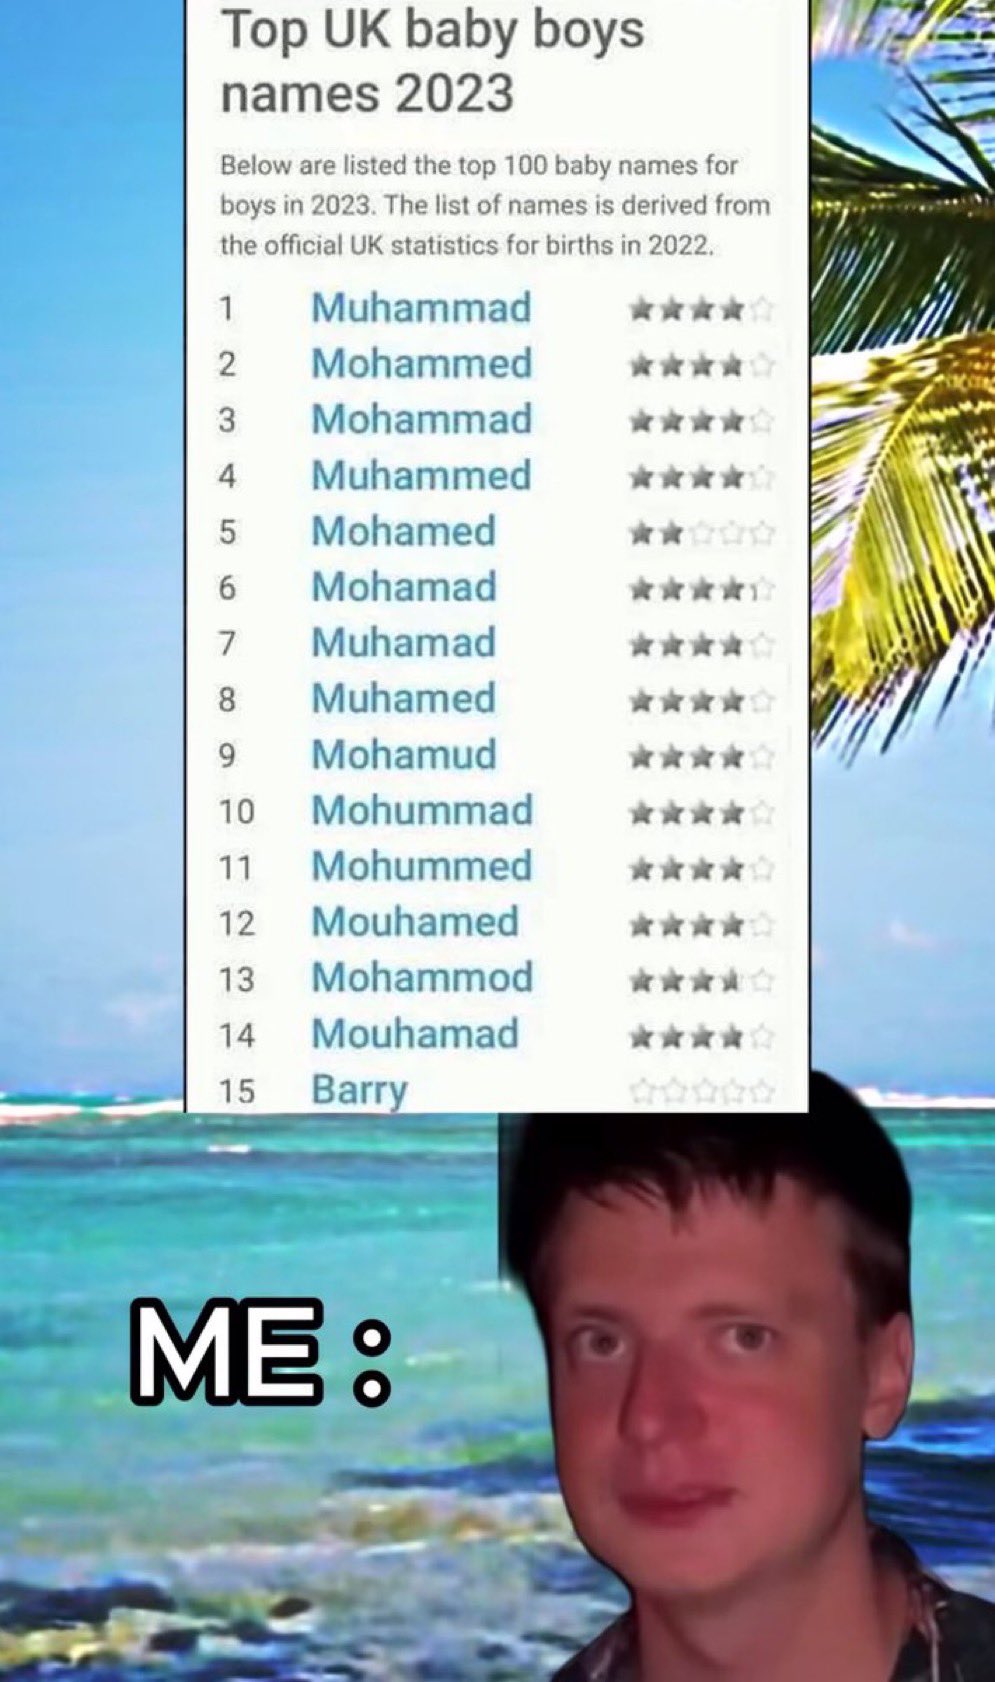 Top UK baby boys
names 2023
Below are listed the top 100 baby names for
boys in 2023. The list of names is derived from
the official UK statistics for births in 2022.
1 Muhammad
2 Mohammed
3 Mohammad
4 Muhammed
5 Mohamed
6 Mohamad
7 Muhamad
8 Muhamed
9 Mohamud
10 Mohummad
11 Mohummed
12 Mouhamed
13 Mohammod
14 Mouhamad
15 Barry
ME :